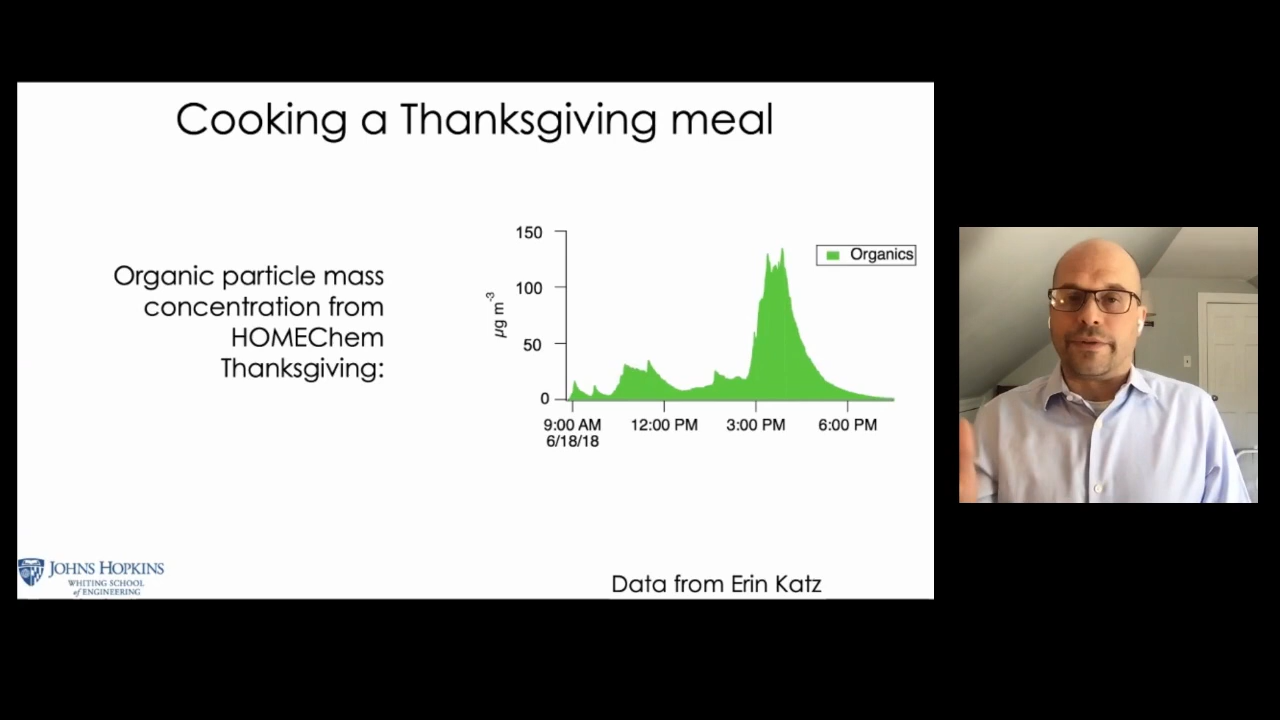 Cooking a Thanksgiving meal
Organic particle mass
concentration from
HOMEChem
Thanksgiving:
150
100
50
0
µg m-3
Organics
9:00 AM
6/18/18
12:00 PM
3:00 PM
6:00 PM
JOHNS HOPKINS
WHITING SCHOOL
of ENGINEERING
Data from Erin Katz